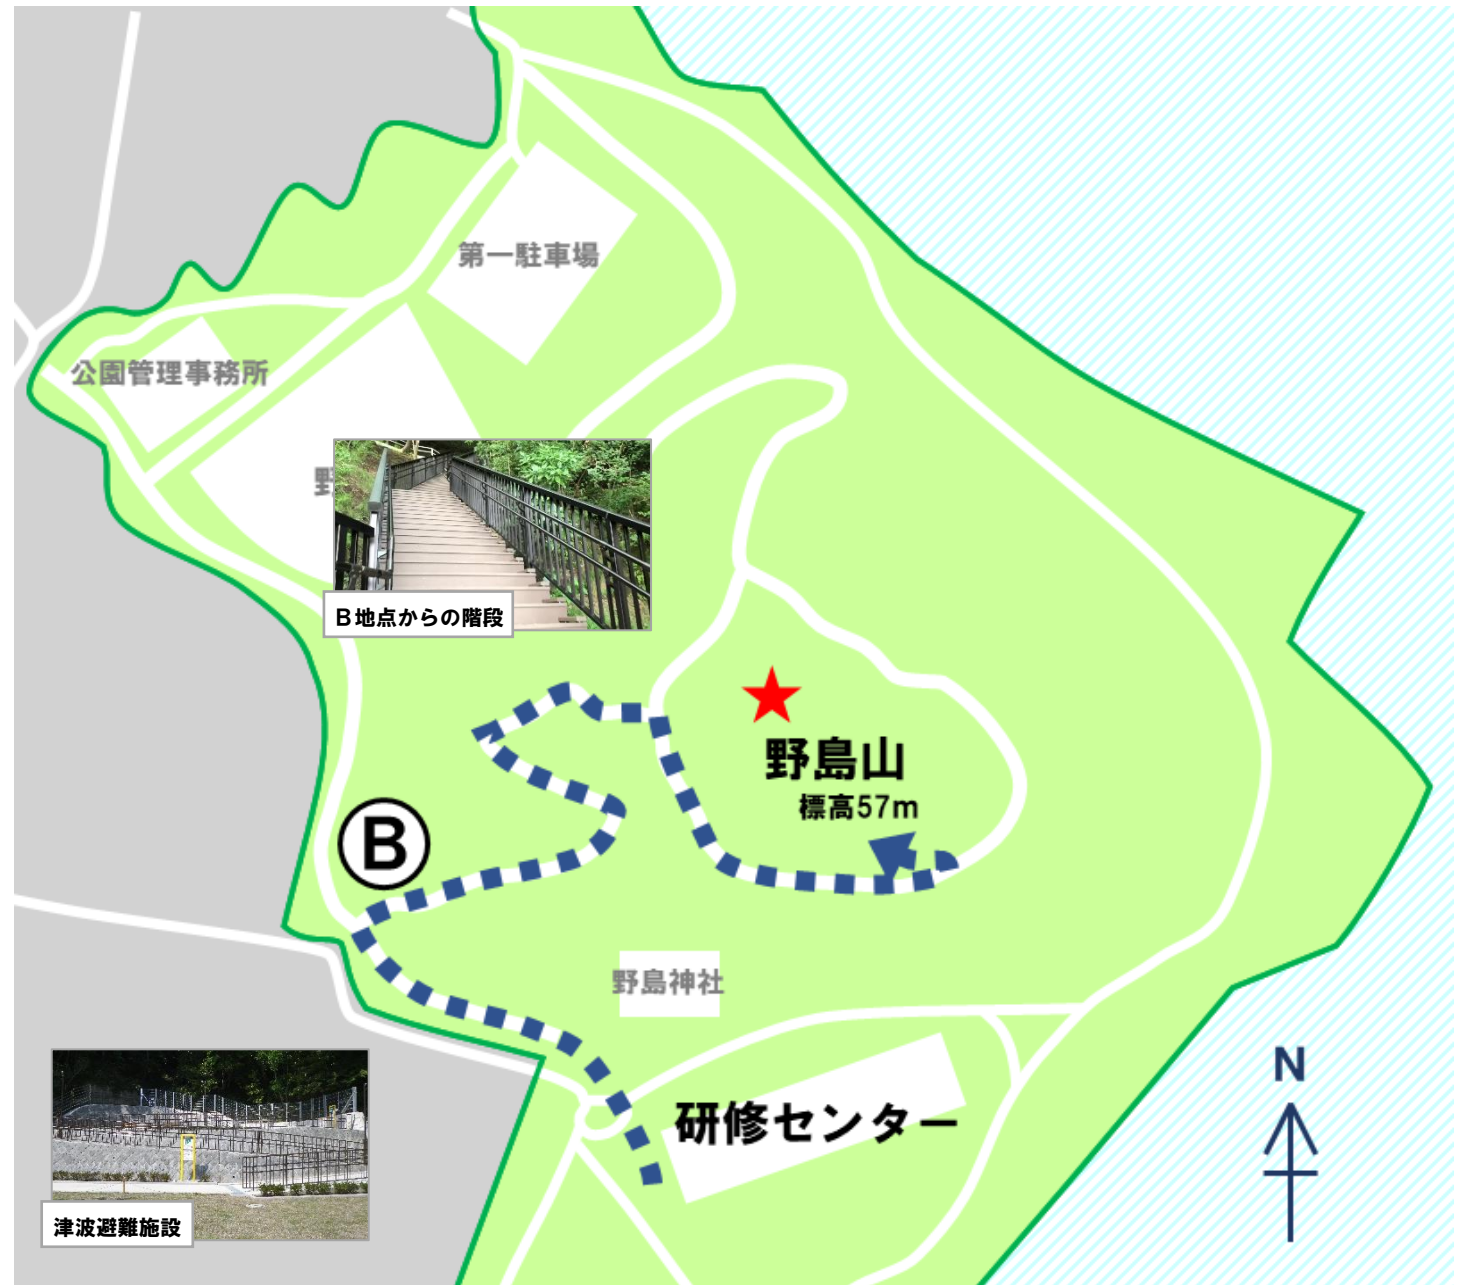 第一駐車場
公園管理事務所
野
B地点からの階段
野島山
標高57m
B
野島神社
N
研修センター
津波避難施設